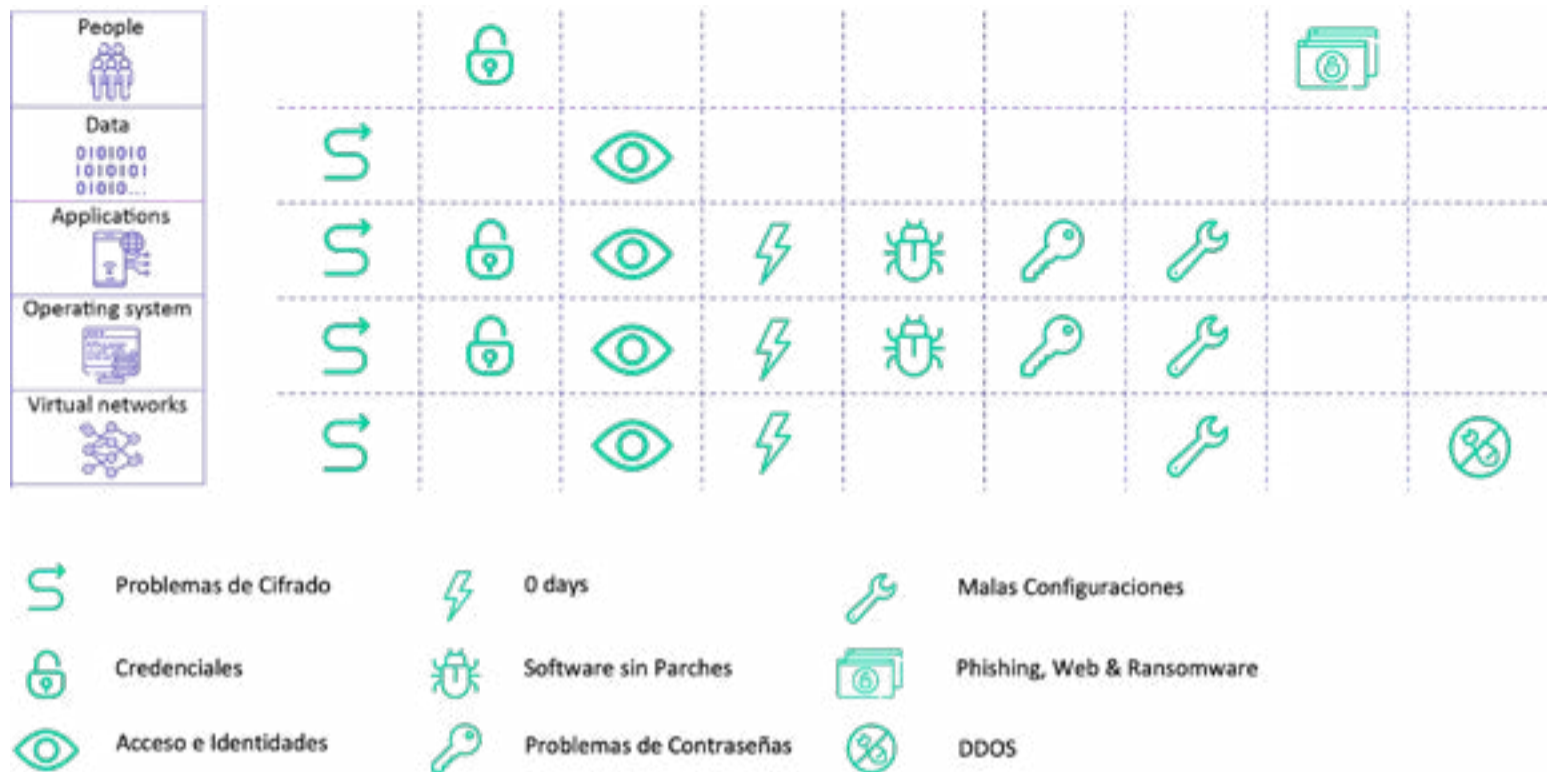 People
Data
0101010
1010101
01010...
Applications
Operating system
Virtual networks
Problemas de Cifrado
0 days
Malas Configuraciones
Credenciales
Software sin Parches
Phishing, Web & Ransomware
Acceso e Identidades
Problemas de Contraseñas
DDOS